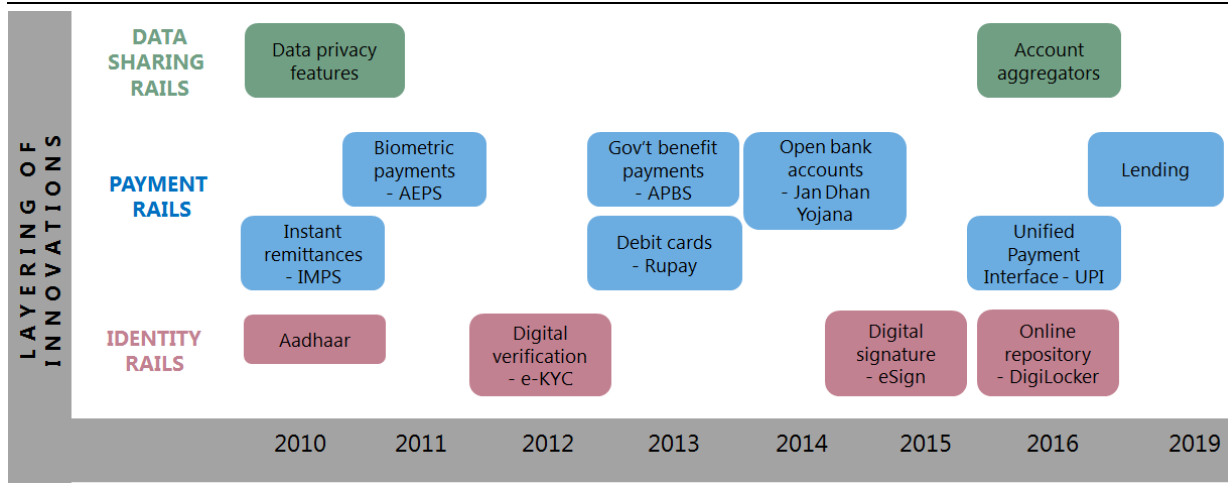 LAYERING OF
INNOVATIONS
DATA
SHARING
RAILS
Data privacy
features
Account
aggregators
PAYMENT
RAILS
Biometric
payments
- AEPS
Gov't benefit
payments
- APBS
Open bank
accounts
- Jan Dhan
Yojana
Lending
Instant
remittances
- IMPS
Debit cards
- Rupay
Unified
Payment
Interface - UPI
IDENTITY
RAILS
Aadhaar
Digital
verification
- e-KYC
Digital
signature
- eSign
Online
repository
- DigiLocker
2010 2011 2012 2013 2014 2015 2016 2019